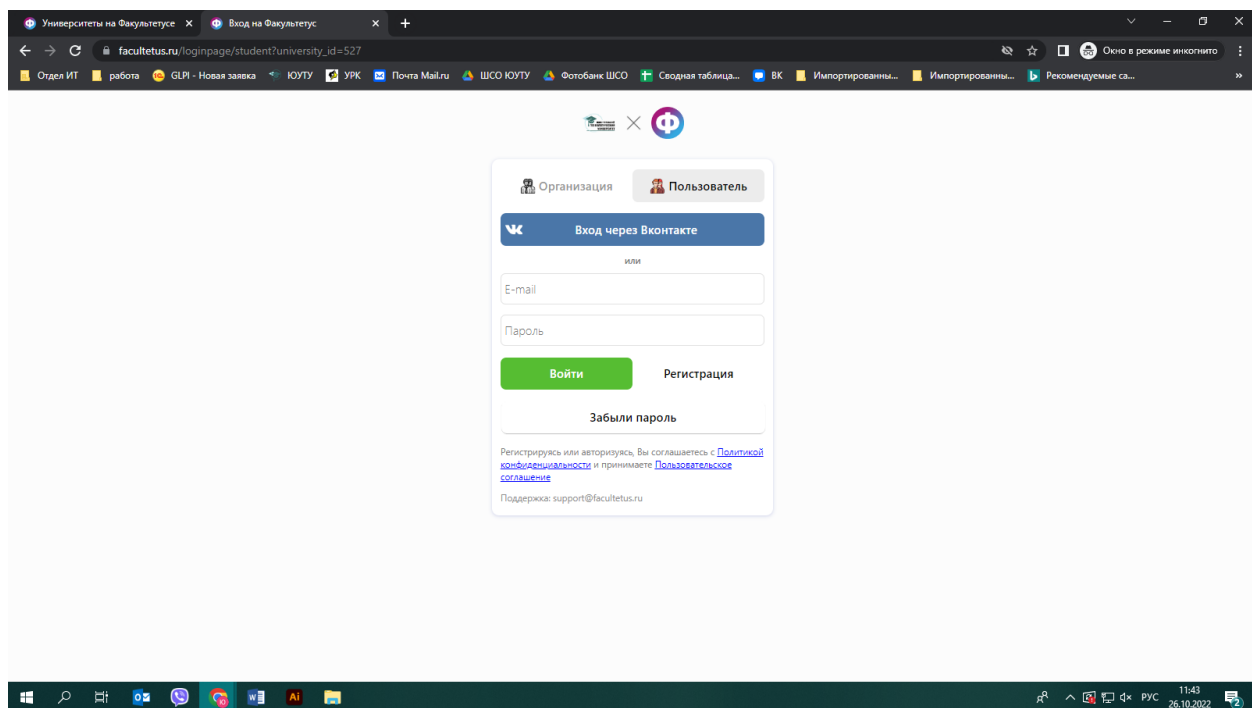 Университеты на Факультетусе
Вход на Факультетус
facultetus.ru/loginpage/student?university_id=527
Окно в режиме инкогнито
Отдел ИТ
работа
GLPI - Новая заявка
ЮУТУ
УРК
Почта Mail.ru
ШСО ЮУТУ
Фотобанк ШСО
Сводная таблица...
ВК
Импортированны...
Импортированны...
Рекомендуемые са...
»
Ф
Организация
Пользователь
Вход через Вконтакте
или
E-mail
Пароль
Войти
Регистрация
Забыли пароль
Регистрируясь или авторизуясь, Вы соглашаетесь с Политикой
конфиденциальности и принимаете Пользовательское
соглашение
Поддержка: support@facultetus.ru
Ai
РУС
11:43
26.10.2022
2